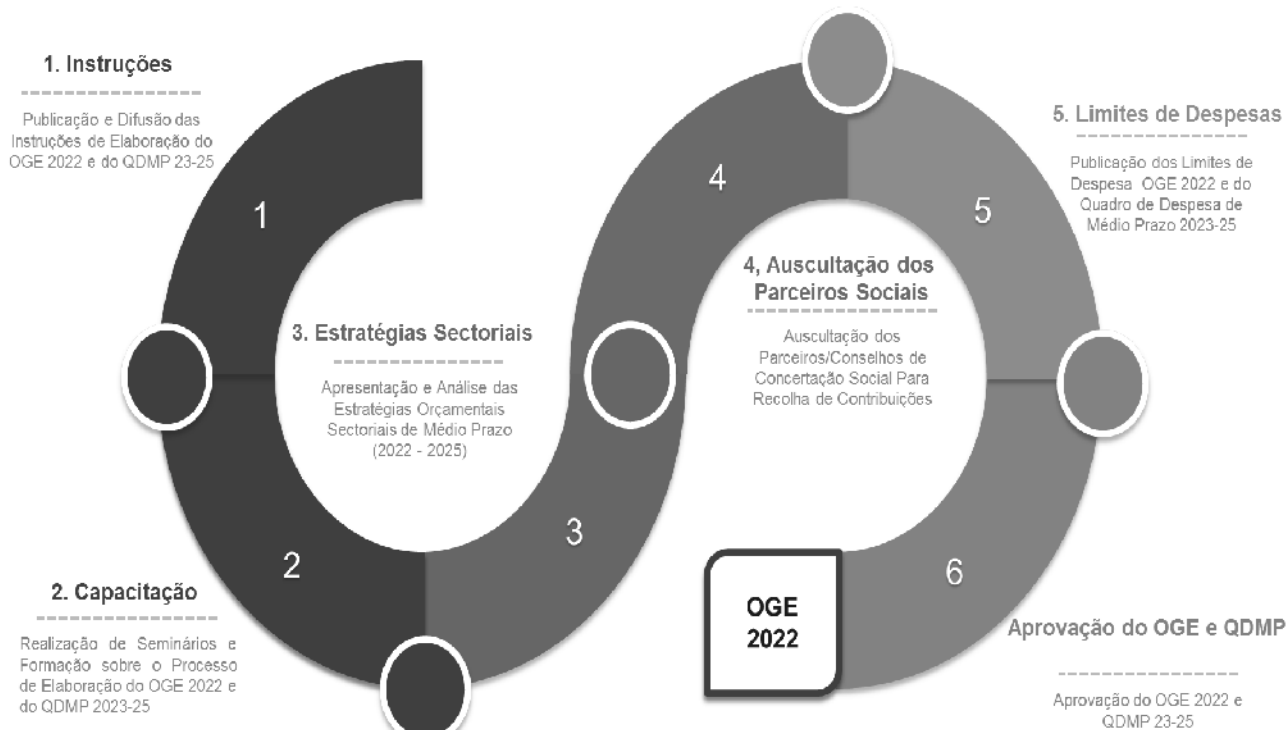 1. Instruções
Publicação e Difusão das
Instruções de Elaboração do
OGE 2022 e do QDMP 23-25
1
2
2. Capacitação
Realização de Seminários e
Formação sobre o Processo
de Elaboração do OGE 2022 e
do QDMP 2023-25
3. Estratégias Sectoriais
Apresentação e Análise das
Estratégias Orçamentais
Sectoriais de Médio Prazo
(2022 - 2025)
3
4
4, Auscultação dos
Parceiros Sociais
Auscultação dos
Parceiros/Conselhos de
Concertação Social Para
Recolha de Contribuições
5
5. Limites de Despesas
Publicação dos Limites de
Despesa OGE 2022 e do
Quadro de Despesa de
Médio Prazo 2023-25
6
Aprovação do OGE e QDMP
Aprovação do OGE 2022 e
QDMP 23-25
OGE
2022